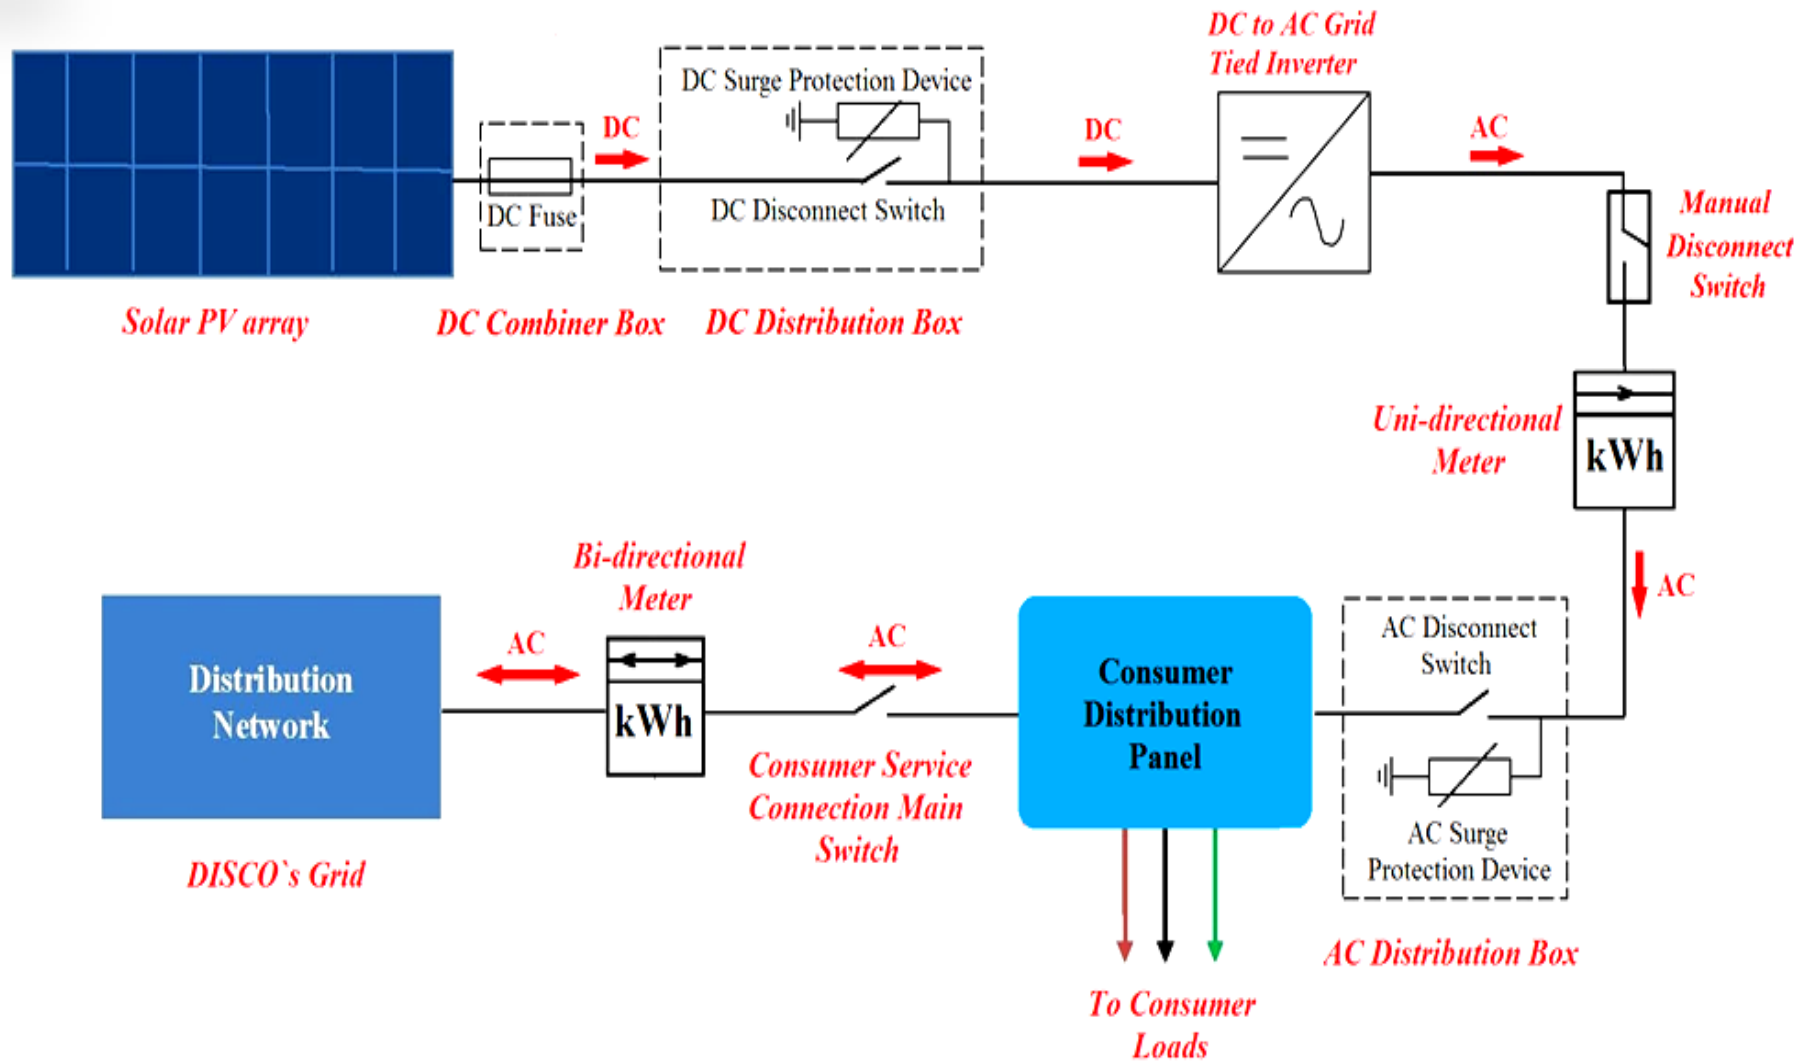 DC to AC Grid
Tied Inverter
DC Surge Protection Device
DC
DC
AC
DC Fuse
DC Disconnect Switch
Manual
Disconnect
Switch
Solar PV array
DC Combiner Box
DC Distribution Box
Uni-directional
Meter
kWh
Bi-directional
Meter
AC
AC
AC
Distribution
Network
kWh
Consumer
Distribution
Panel
AC Disconnect
Switch
Consumer Service
Connection Main
Switch
AC Surge
Protection Device
DISCO`s Grid
AC Distribution Box
To Consumer
Loads